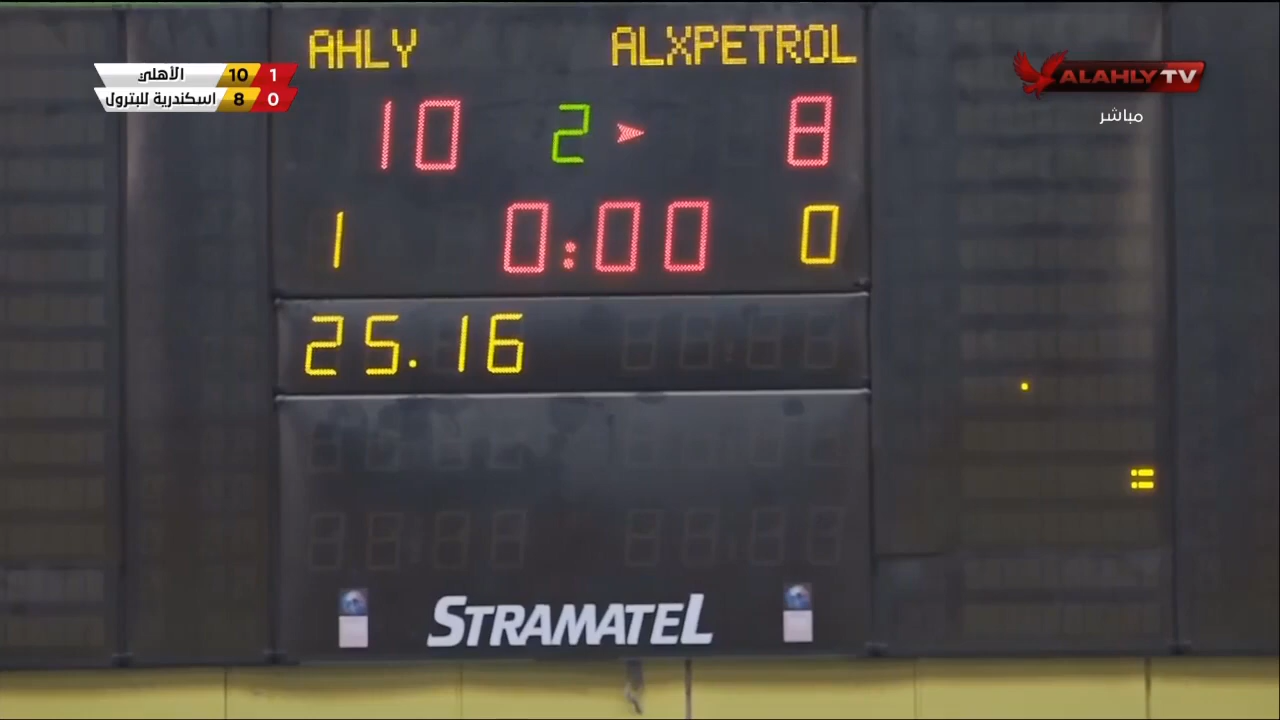 AHLY ALXPETROL
الأهلي 10 1
اسكندرية للبترول 8 0
ALAHLY TV
مباشر
10 2 8
1 0:00 0
25.16
STRAMATEL